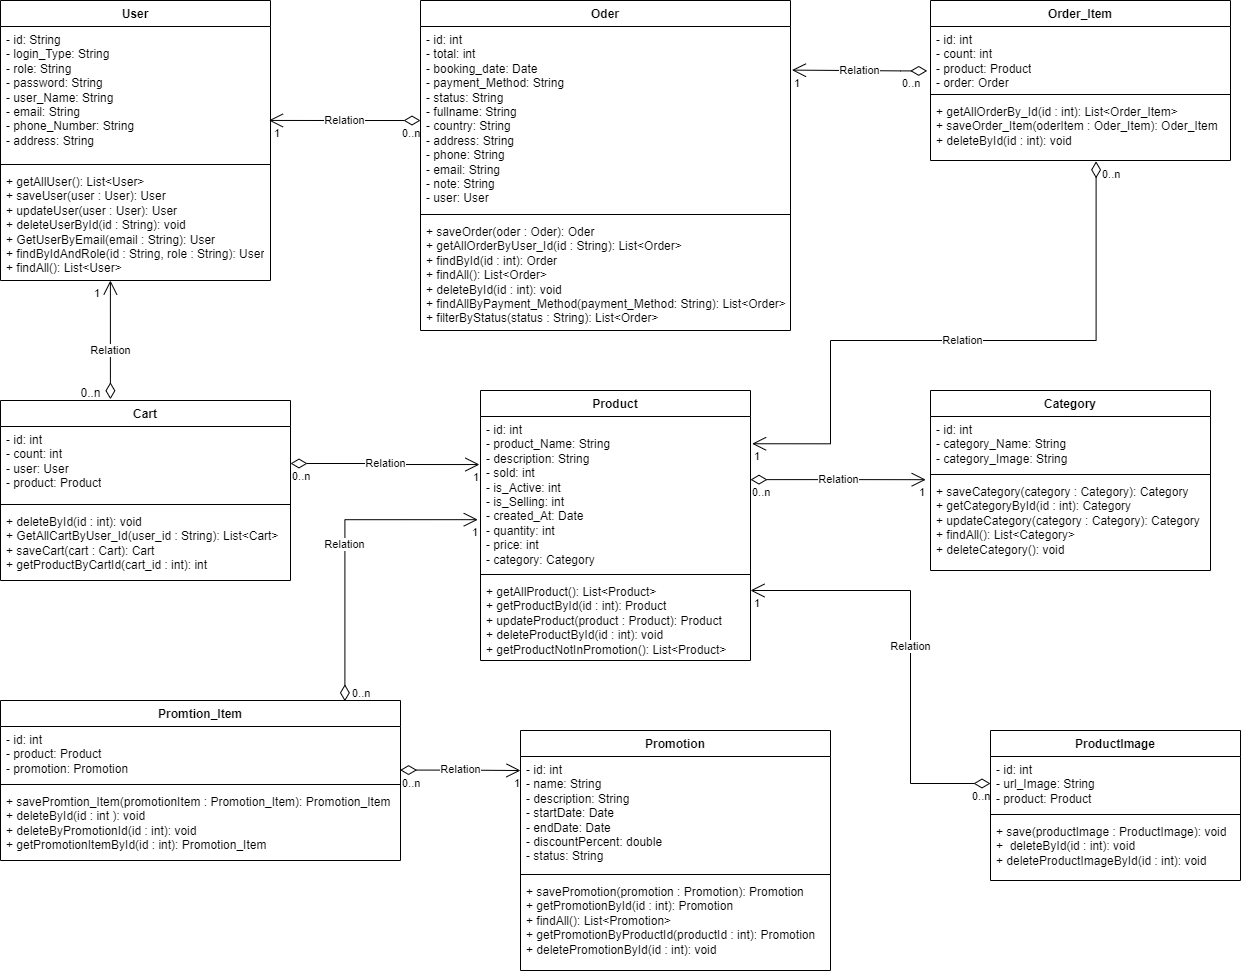 User
- id: String
- login_Type: String
- role: String
- password: String
- user_Name: String
- email: String
- phone_Number: String
- address: String
+ getAllUser(): List<User>
+ saveUser(user : User): User
+ updateUser(user : User): User
+ deleteUserById(id : String): void
+ GetUserByEmail(email : String): User
+ findByIdAndRole(id : String, role : String): User
+ findAll(): List<User>
1
Relation
0..n
Oder
- id: int
- total: int
- booking_date: Date
- payment_Method: String
- status: String
- fullname: String
- country: String
- address: String
- phone: String
- email: String
- note: String
- user: User
+ saveOrder(oder : Oder): Oder
+ getAllOrderByUser_Id(id : String): List<Order>
+ findById(id : int): Order
+ findAll(): List<Order>
+ deleteById(id : int): void
+ findAllByPayment_Method(payment_Method: String): List<Order>
+ filterByStatus(status : String): List<Order>
1
Relation
0..n
Order_Item
- id: int
- count: int
- product: Product
- order: Order
+ getAllOrderBy_Id(id : int): List<Order_Item>
+ saveOrder_Item(oderItem : Oder_Item): Oder_Item
+ deleteById(id : int): void
0..n
Relation
1
1
Relation
0..n
Cart
- id: int
- count: int
- user: User
- product: Product
+ deleteById(id : int): void
+ GetAllCartByUser_Id(user_id : String): List<Cart>
+ saveCart(cart : Cart): Cart
+ getProductByCartId(cart_id : int): int
0..n
Relation
1
Product
- id: int
- product_Name: String
- description: String
- sold: int
- is_Active: int
- is_Selling: int
- created_At: Date
- quantity: int
- price: int
- category: Category
+ getAllProduct(): List<Product>
+ getProductById(id : int): Product
+ updateProduct(product : Product): Product
+ deleteProductById(id : int): void
+ getProductNotInPromotion(): List<Product>
0..n
Relation
1
Category
- id: int
- category_Name: String
- category_Image: String
+ saveCategory(category : Category): Category
+ getCategoryById(id : int): Category
+ updateCategory(category : Category): Category
+ findAll(): List<Category>
+ deleteCategory(): void
1
Relation
0..n
1
Relation
0..n
Promtion_Item
- id: int
- product: Product
- promotion: Promotion
+ savePromtion_Item(promotionItem : Promotion_Item): Promotion_Item
+ deleteById(id : int ): void
+ deleteByPromotionId(id : int): void
+ getPromotionItemById(id : int): Promotion_Item
0..n
Relation
1
Promotion
- id: int
- name: String
- description: String
- startDate: Date
- endDate: Date
- discountPercent: double
- status: String
+ savePromotion(promotion : Promotion): Promotion
+ getPromotionById(id : int): Promotion
+ findAll(): List<Promotion>
+ getPromotionByProductId(productId : int): Promotion
+ deletePromotionById(id : int): void
ProductImage
- id: int
- url_Image: String
- product: Product
+ save(productImage : ProductImage): void
+ deleteById(id : int): void
+ deleteProductImageById(id : int): void